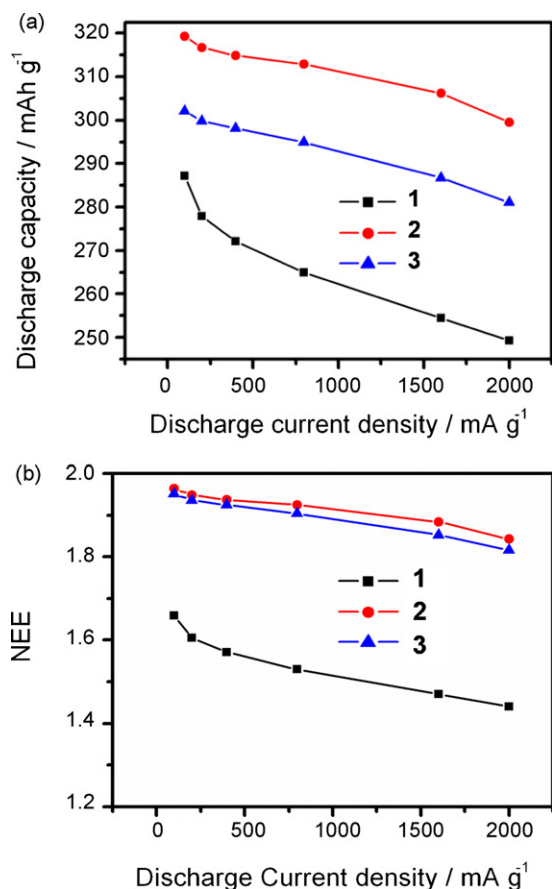 (a)
320
310
300
290
280
270
260
250
Discharge capacity / mAh g-1
1
2
3
0 500 1000 1500 2000
Discharge current density / mA g-1
(b)
2.0
1.8
1.6
1.4
1.2
NEE
1
2
3
0 500 1000 1500 2000
Discharge Current density / mA g-1